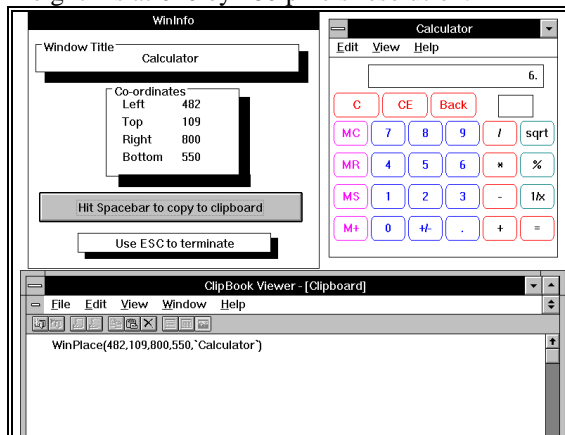 WinInfo
Window Title
Calculator
Co-ordinates
Left 482
Top 109
Right 800
Bottom 550
Hit Spacebar to copy to clipboard
Use ESC to terminate
Calculator
Edit View Help
6.
C CE Back
MC 7 8 9 / sqrt
MR 4 5 6 * %
MS 1 2 3 - 1/x
M+ 0 +/- . + =
ClipBook Viewer - [Clipboard]
File Edit View Window Help
WinPlace(482,109,800,550,`Calculator`)